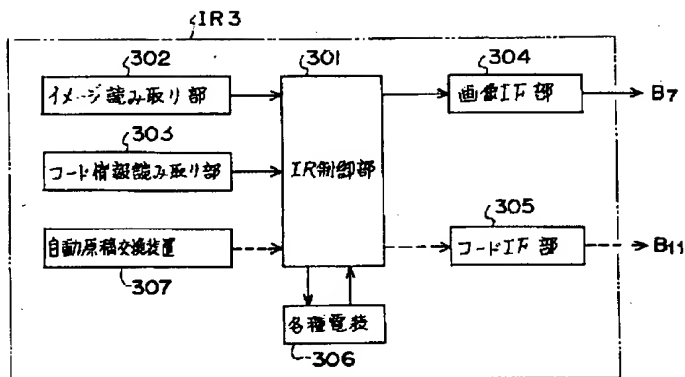 IR3
302
イメージ読み取り部
301
IR制御部
304
画像IF部
B7
303
コード情報読み取り部
305
コードIF部
B11
自動原稿交換装置
307
各種電装
306